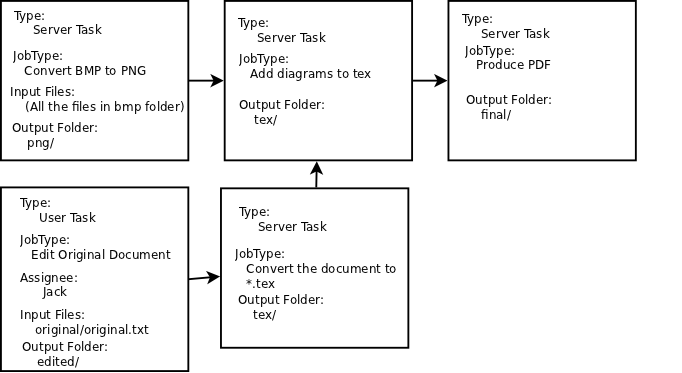 Type:
Server Task
JobType:
Convert BMP to PNG
Input Files:
(All the files in bmp folder)
Output Folder:
png/
Type:
Server Task
JobType:
Add diagrams to tex
Output Folder:
tex/
Type:
Server Task
JobType:
Produce PDF
Output Folder:
final/
Type:
User Task
JobType:
Edit Original Document
Assignee:
Jack
Input Files:
original/original.txt
Output Folder:
edited/
Type:
Server Task
JobType:
Convert the document to
*.tex
Output Folder:
tex/